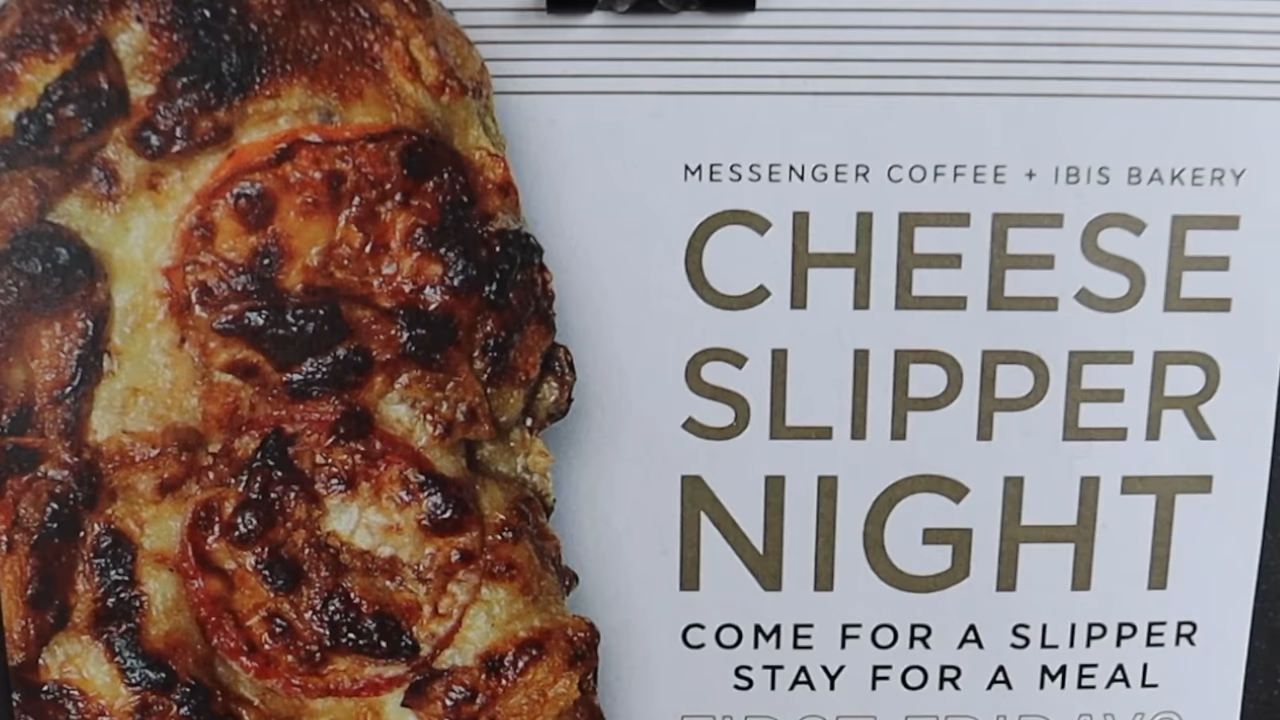 MESSENGER COFFEE + IBIS BAKERY
CHEESE
SLIPPER
NIGHT
COME FOR A SLIPPER
STAY FOR A MEAL